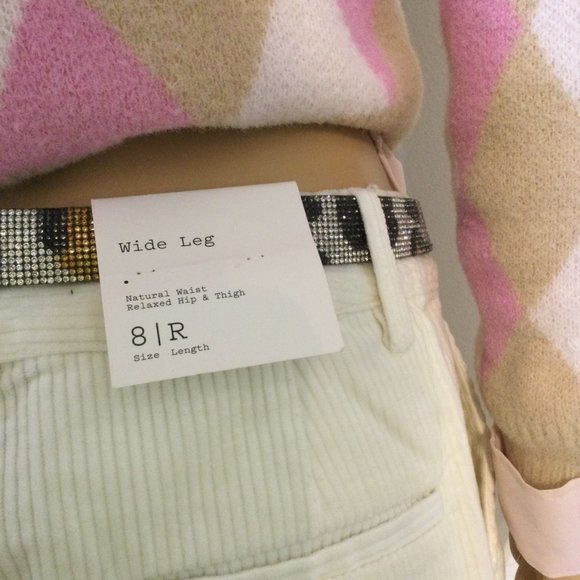 Wide Leg
Natural Waist
Relaxed Hip & Thigh
8|R
Size Length